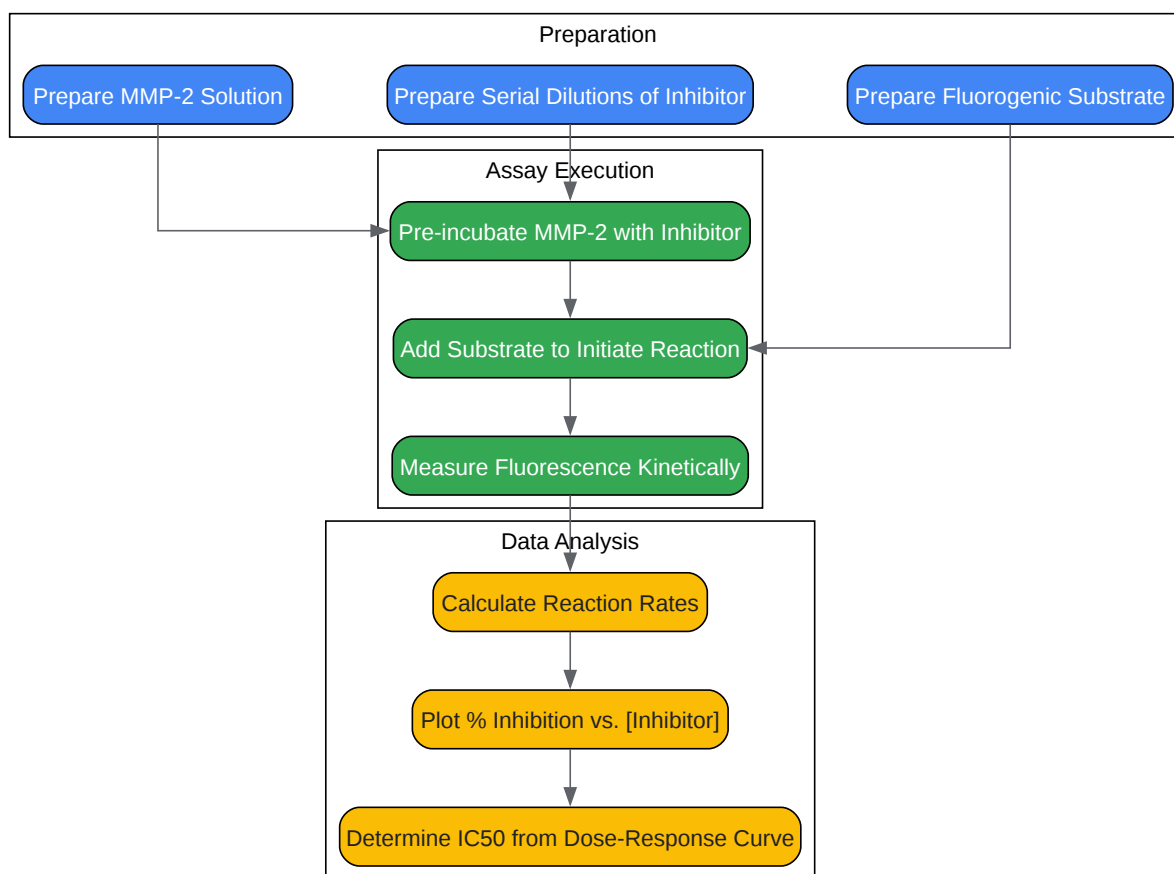 Preparation
Prepare MMP-2 Solution
Prepare Serial Dilutions of Inhibitor
Prepare Fluorogenic Substrate
Assay Execution
Pre-incubate MMP-2 with Inhibitor
Add Substrate to Initiate Reaction
Measure Fluorescence Kinetically
Data Analysis
Calculate Reaction Rates
Plot % Inhibition vs. [Inhibitor]
Determine IC50 from Dose-Response Curve